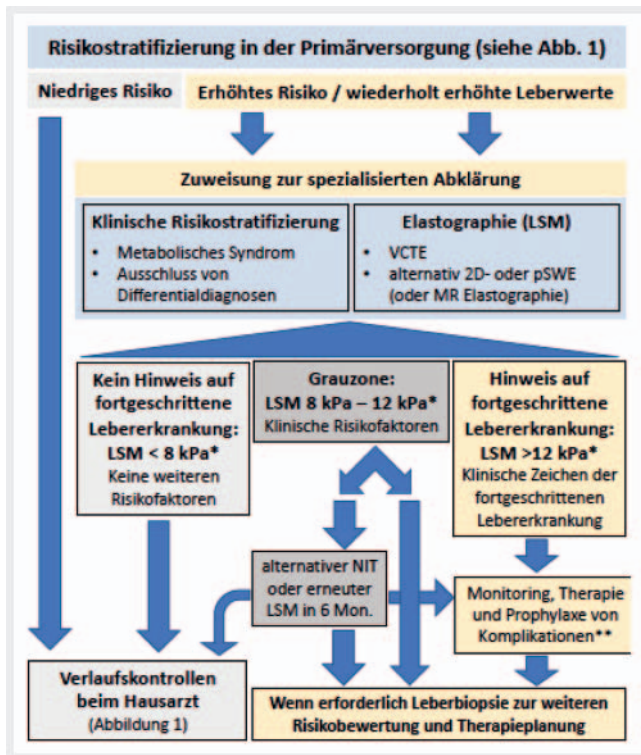 Risikostratifizierung in der Primärversorgung (siehe Abb. 1)
Niedriges Risiko
Erhöhtes Risiko / wiederholt erhöhte Leberwerte
Zuweisung zur spezialisierten Abklärung
Klinische Risikostratifizierung
• Metabolisches Syndrom
• Ausschluss von
Differentialdiagnosen
Elastographie (LSM)
• VCTE
• alternativ 2D- oder pSWE
(oder MR Elastographie)
Kein Hinweis auf
fortgeschrittene
Lebererkrankung:
LSM < 8 kPa*
Keine weiteren
Risikofaktoren
Grauzone:
LSM 8 kPa – 12 kPa*
Klinische Risikofaktoren
Hinweis auf
fortgeschrittene
Lebererkrankung:
LSM >12 kPa*
Klinische Zeichen der
fortgeschrittenen
Lebererkrankung
alternativer NIT
oder erneuter
LSM in 6 Mon.
Monitoring, Therapie
und Prophylaxe von
Komplikationen**
Verlaufskontrollen
beim Hausarzt
(Abbildung 1)
Wenn erforderlich Leberbiopsie zur weiteren
Risikobewertung und Therapieplanung